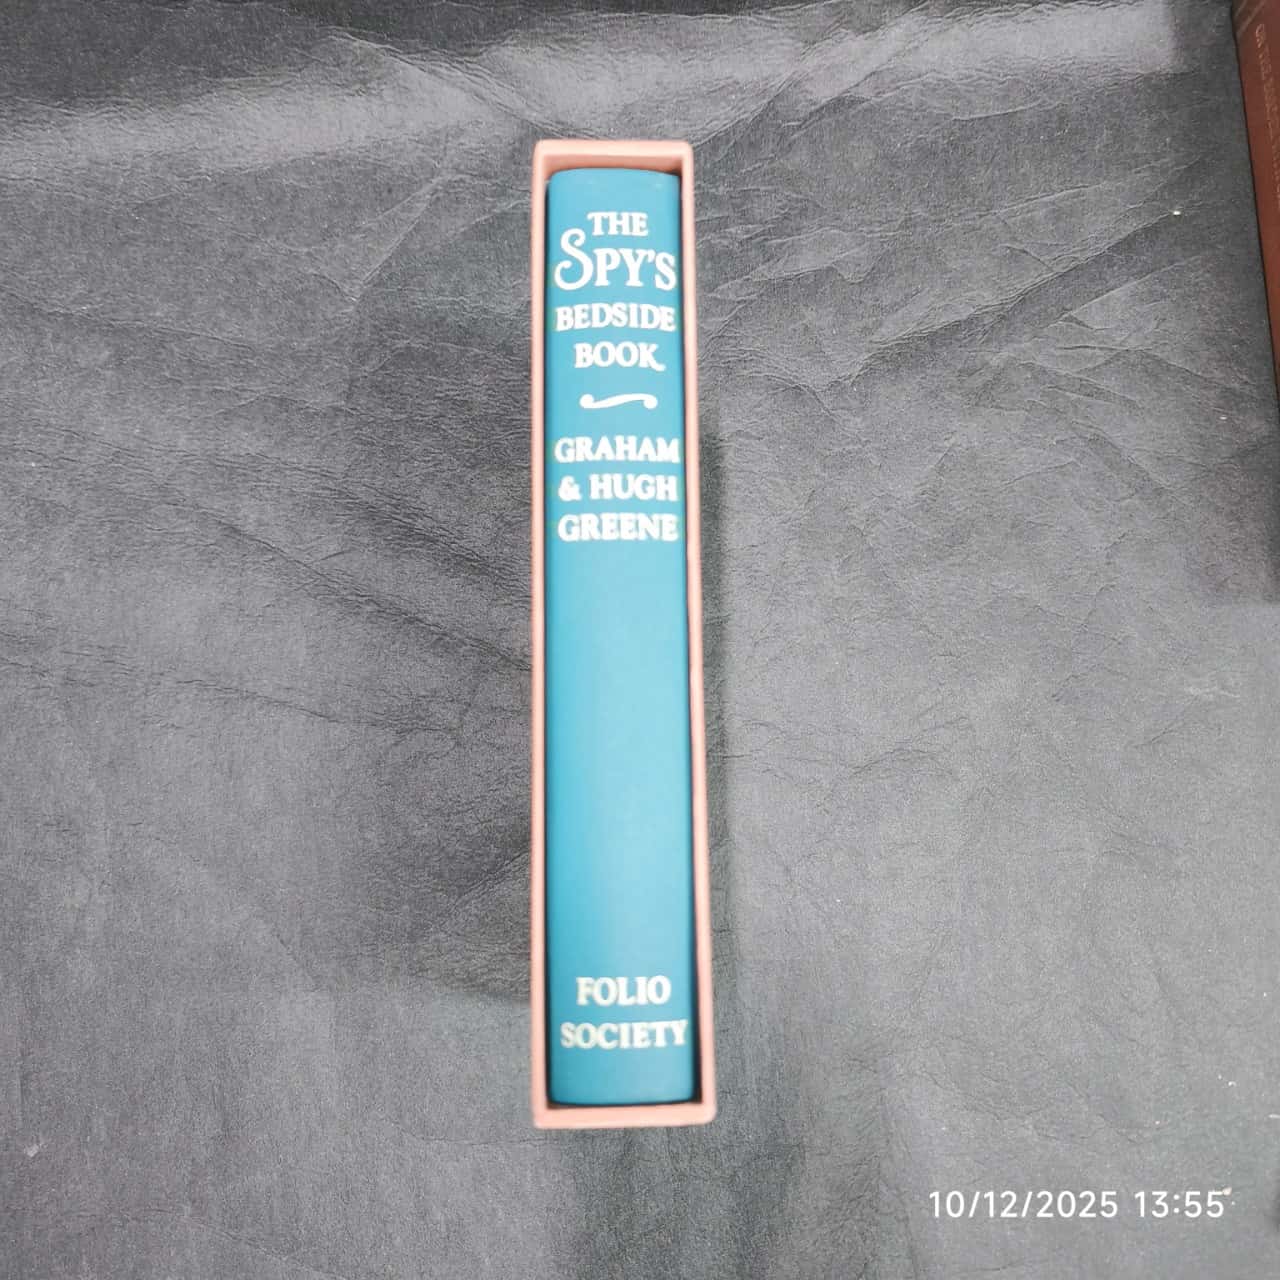 THE
SPY'S
BEDSIDE
BOOK
GRAHAM
& HUGH
GREENE
FOLIO
SOCIETY
10/12/2025 13:55